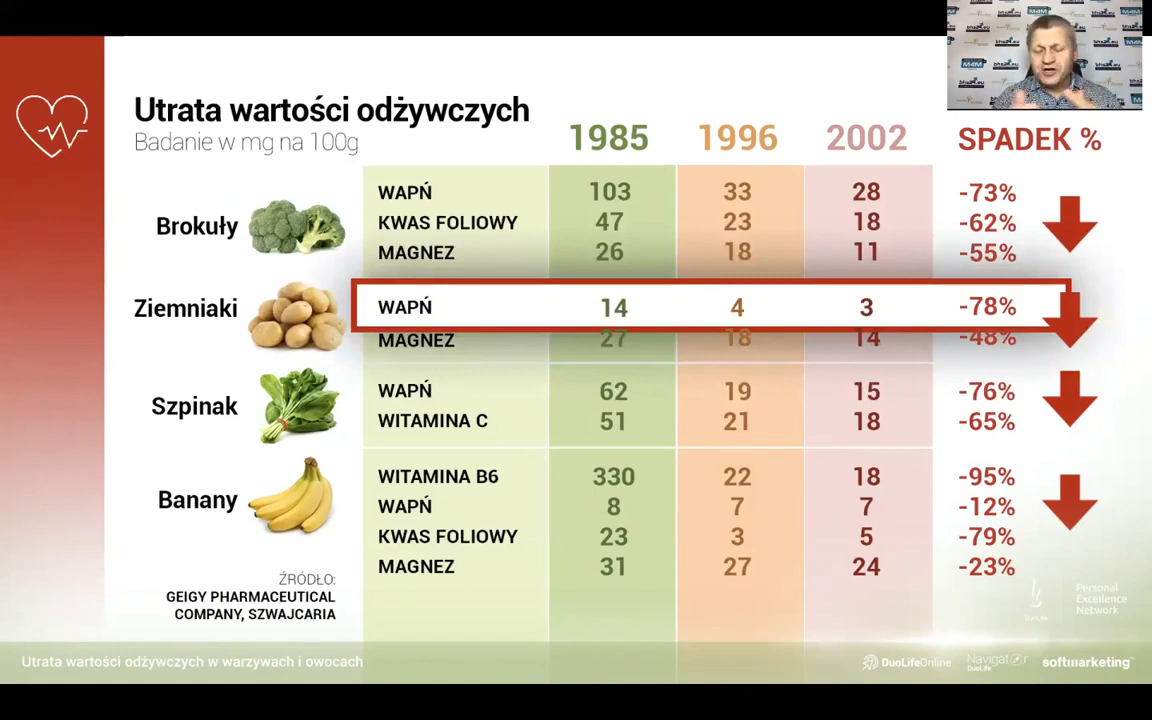 Utrata wartości odżywczych
Badanie w mg na 100g
1985 1996 2002 SPADEK %
Brokuły
WAPŃ 103 33 28 -73%
KWAS FOLIOWY 47 23 18 -62%
MAGNEZ 26 18 11 -55%
Ziemniaki
WAPŃ 14 4 3 -78%
MAGNEZ 27 18 14 -48%
Szpinak
WAPŃ 62 19 15 -76%
WITAMINA C 51 21 18 -65%
Banany
WITAMINA B6 330 22 18 -95%
WAPŃ 8 7 7 -12%
KWAS FOLIOWY 23 3 5 -79%
MAGNEZ 31 27 24 -23%
ŹRÓDŁO:
GEIGY PHARMACEUTICAL
COMPANY, SZWAJCARIA
DuoLife
Personal
Excellence
Network
Utrata wartości odżywczych w warzywach i owocach
DuoLifeOnline
Navigator
DuoLife
softmarketing